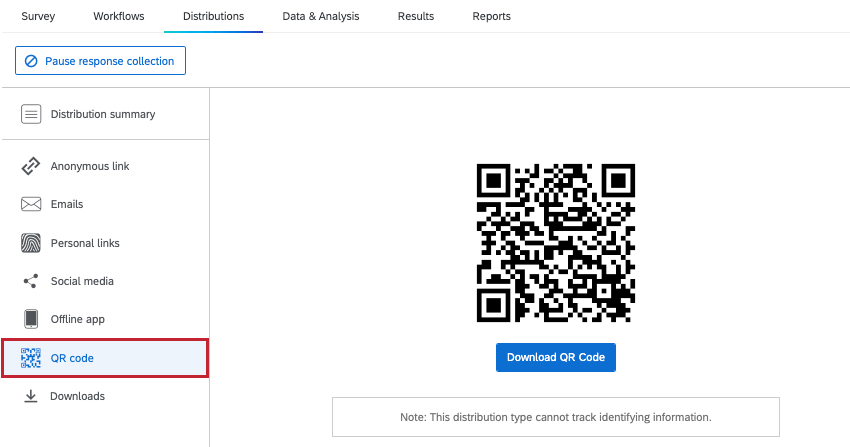 Survey
Workflows
Distributions
Data & Analysis
Results
Reports
Pause response collection
Distribution summary
Anonymous link
Emails
Personal links
Social media
Offline app
QR code
Downloads
Download QR Code
Note: This distribution type cannot track identifying information.